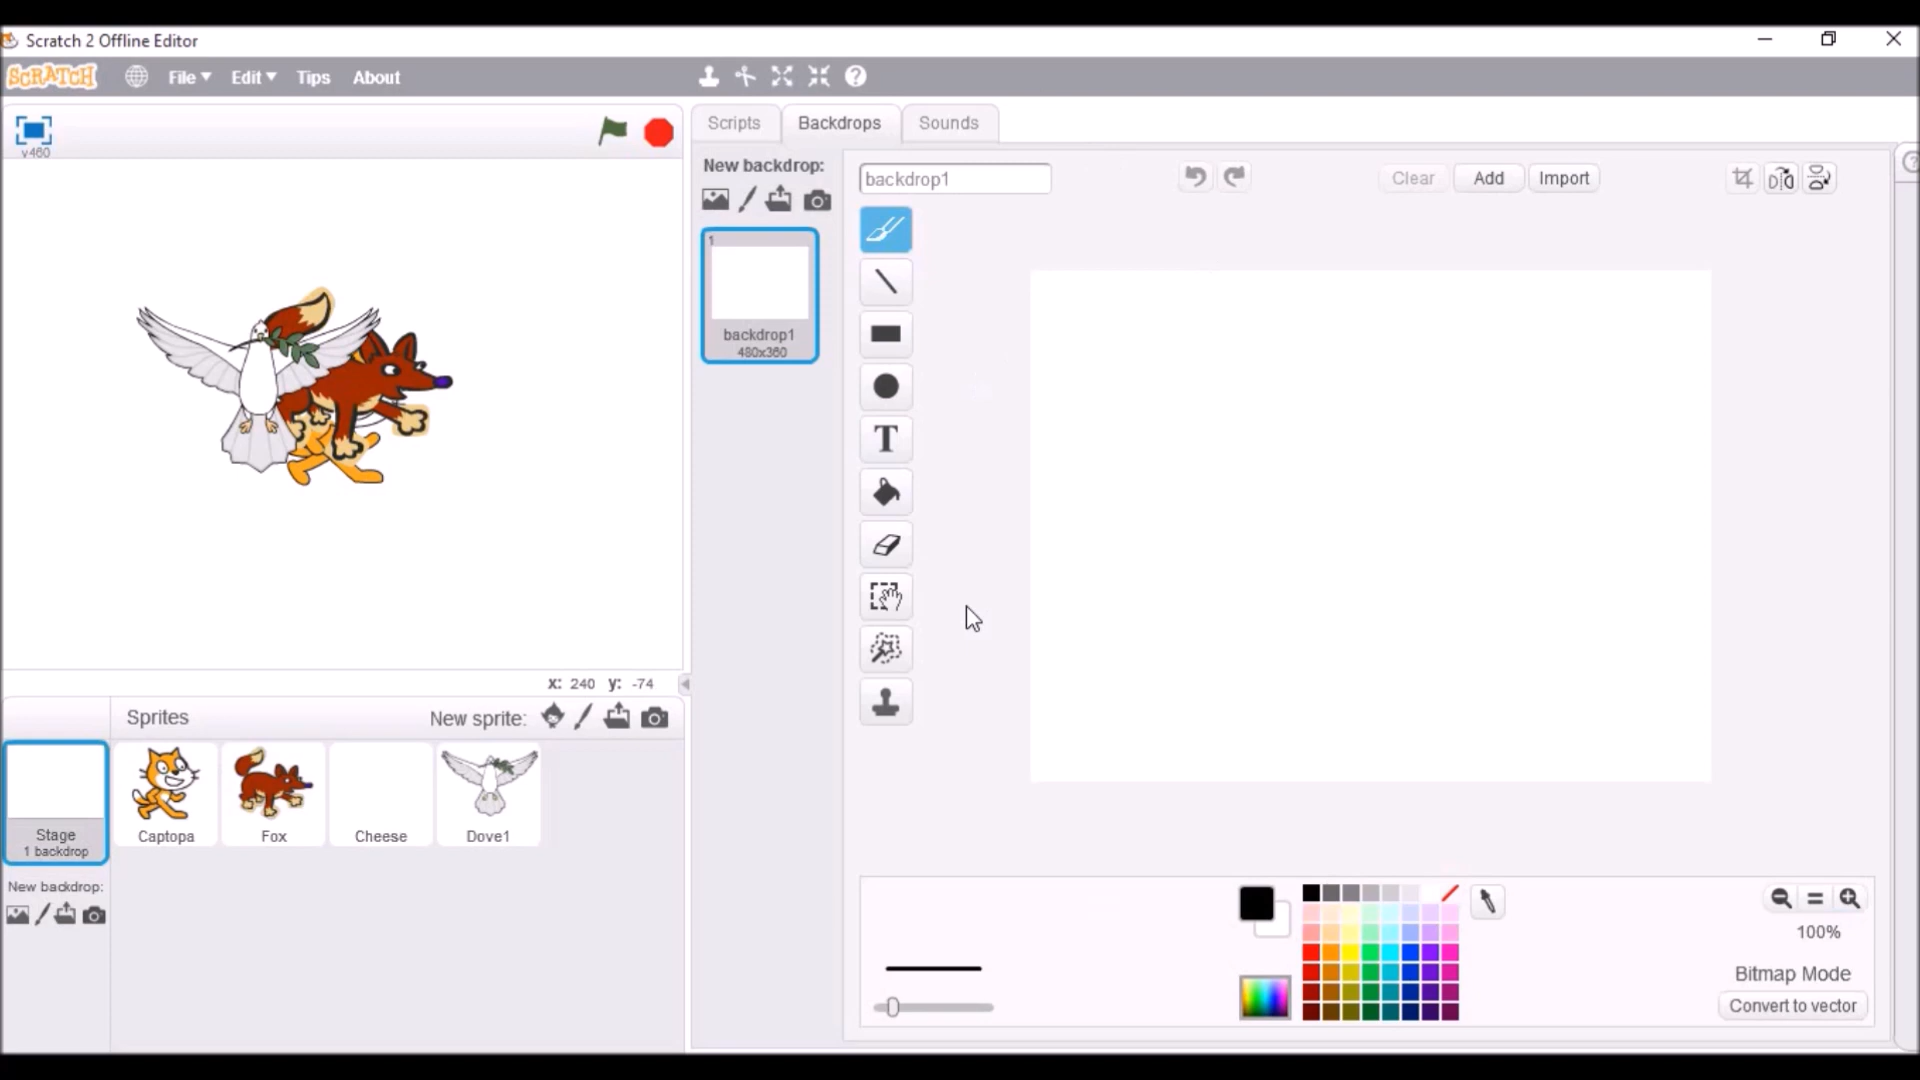 Scratch 2 Offline Editor
SCRATCH File Edit Tips About
v460
Scripts Backdrops Sounds
New backdrop:
backdrop1
Clear Add Import
1
backdrop1
480x360
T
x: 240 y: -74
Sprites
New sprite:
Stage
1 backdrop
Captopa
Fox
Cheese
Dove1
New backdrop:
100%
Bitmap Mode
Convert to vector